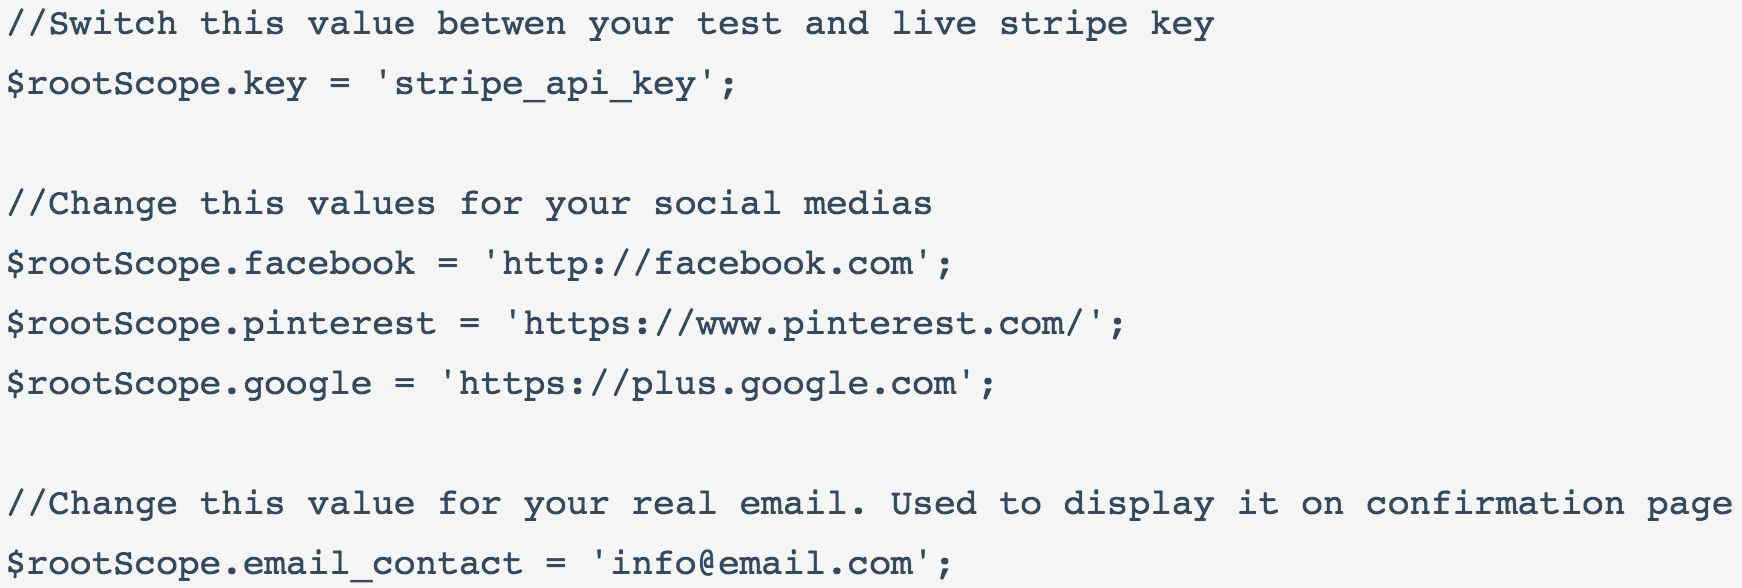 //Switch this value betwen your test and live stripe key
$rootScope.key = 'stripe_api_key';
//Change this values for your social medias
$rootScope.facebook = 'http://facebook.com';
$rootScope.pinterest = 'https://www.pinterest.com/';
$rootScope.google = 'https://plus.google.com';
//Change this value for your real email. Used to display it on confirmation page
$rootScope.email_contact = 'info@email.com';